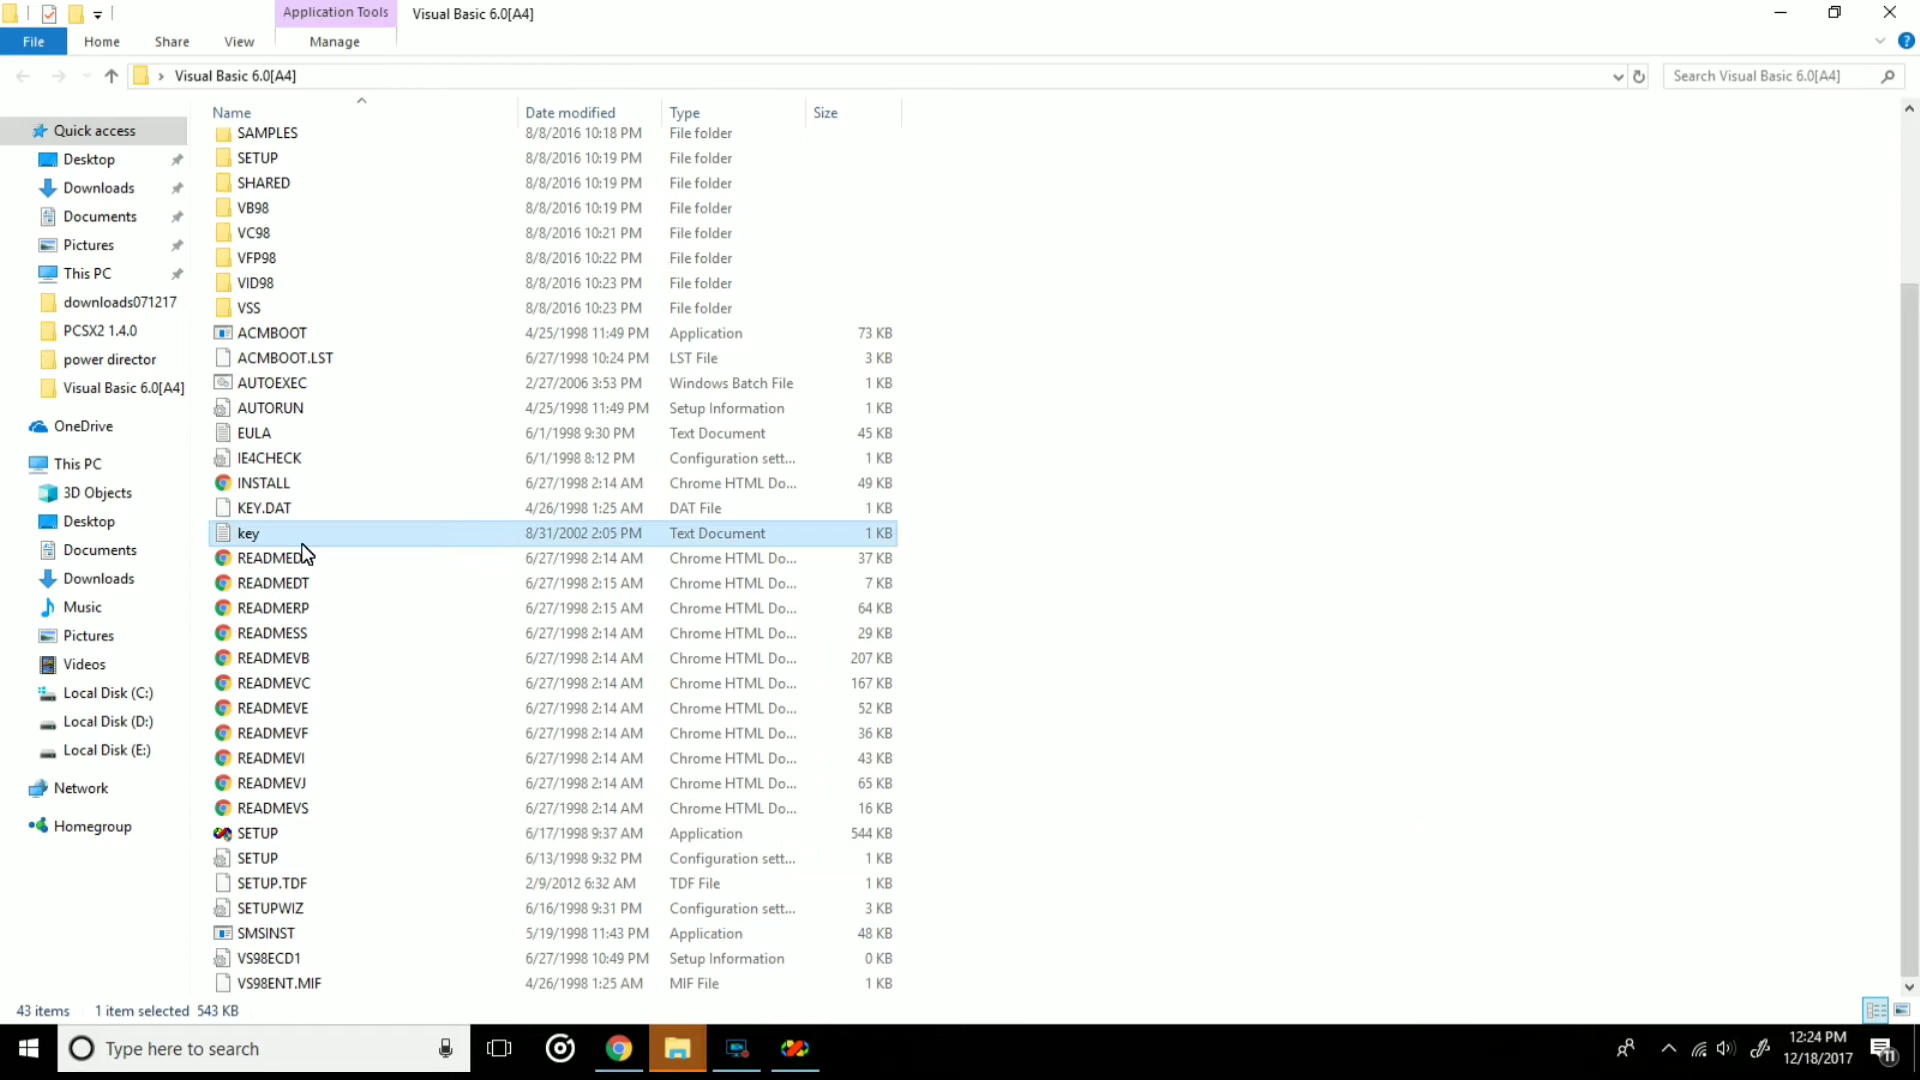 Application Tools
Visual Basic 6.0[A4]
File
Home
Share
View
Manage
Visual Basic 6.0[A4]
Search Visual Basic 6.0[A4]
Quick access
Desktop
Downloads
Documents
Pictures
This PC
downloads071217
PCSX2 1.4.0
power director
Visual Basic 6.0[A4]
OneDrive
This PC
3D Objects
Desktop
Documents
Downloads
Music
Pictures
Videos
Local Disk (C:)
Local Disk (D:)
Local Disk (E:)
Network
Homegroup
Name Date modified Type Size
SAMPLES 8/8/2016 10:18 PM File folder
SETUP 8/8/2016 10:19 PM File folder
SHARED 8/8/2016 10:19 PM File folder
VB98 8/8/2016 10:19 PM File folder
VC98 8/8/2016 10:21 PM File folder
VFP98 8/8/2016 10:22 PM File folder
VID98 8/8/2016 10:23 PM File folder
VSS 8/8/2016 10:23 PM File folder
ACMBOOT 4/25/1998 11:49 PM Application 73 KB
ACMBOOT.LST 6/27/1998 10:24 PM LST File 3 KB
AUTOEXEC 2/27/2006 3:53 PM Windows Batch File 1 KB
AUTORUN 4/25/1998 11:49 PM Setup Information 1 KB
EULA 6/1/1998 9:30 PM Text Document 45 KB
IE4CHECK 6/1/1998 8:12 PM Configuration sett... 1 KB
INSTALL 6/27/1998 2:14 AM Chrome HTML Do... 49 KB
KEY.DAT 4/26/1998 1:25 AM DAT File 1 KB
key 8/31/2002 2:05 PM Text Document 1 KB
6/27/1998 2:14 AM Chrome HTML Do... 37 KB
READMEDT 6/27/1998 2:15 AM Chrome HTML Do... 7 KB
READMERP 6/27/1998 2:15 AM Chrome HTML Do... 64 KB
READMESS 6/27/1998 2:14 AM Chrome HTML Do... 29 KB
READMEVB 6/27/1998 2:14 AM Chrome HTML Do... 207 KB
READMEVC 6/27/1998 2:14 AM Chrome HTML Do... 167 KB
READMEVE 6/27/1998 2:14 AM Chrome HTML Do... 52 KB
READMEVF 6/27/1998 2:14 AM Chrome HTML Do... 36 KB
READMEVI 6/27/1998 2:14 AM Chrome HTML Do... 43 KB
READMEVJ 6/27/1998 2:14 AM Chrome HTML Do... 65 KB
READMEVS 6/27/1998 2:14 AM Chrome HTML Do... 16 KB
SETUP 6/17/1998 9:37 AM Application 544 KB
SETUP 6/13/1998 9:32 PM Configuration sett... 1 KB
SETUP.TDF 2/9/2012 6:32 AM TDF File 1 KB
SETUPWIZ 6/16/1998 9:31 PM Configuration sett... 3 KB
SMSINST 5/19/1998 11:43 PM Application 48 KB
VS98ECD1 6/27/1998 10:49 PM Setup Information 0 KB
VS98ENT.MIF 4/26/1998 1:25 AM MIF File 1 KB
43 items 1 item selected 543 KB
Type here to search
12:24 PM
12/18/2017
11